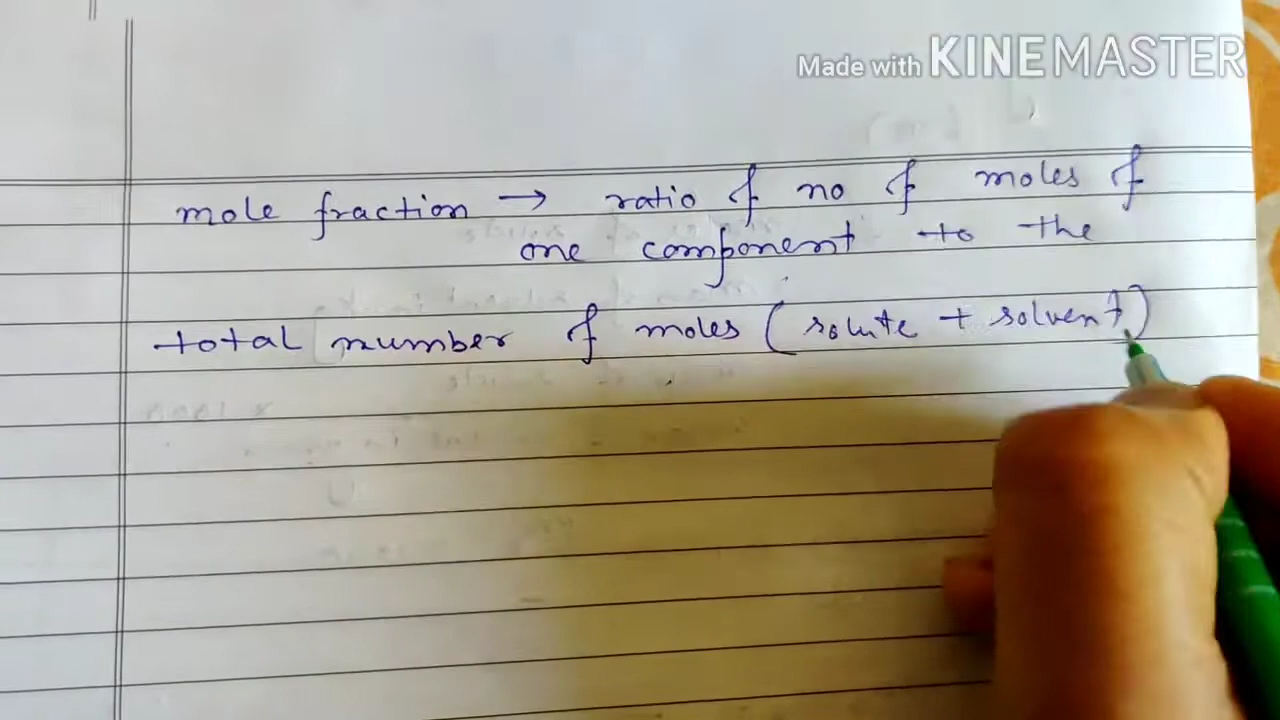 Made with KINEMASTER
mole fraction → ratio of no of moles of
one component to the
total number of moles (solute + solvent)